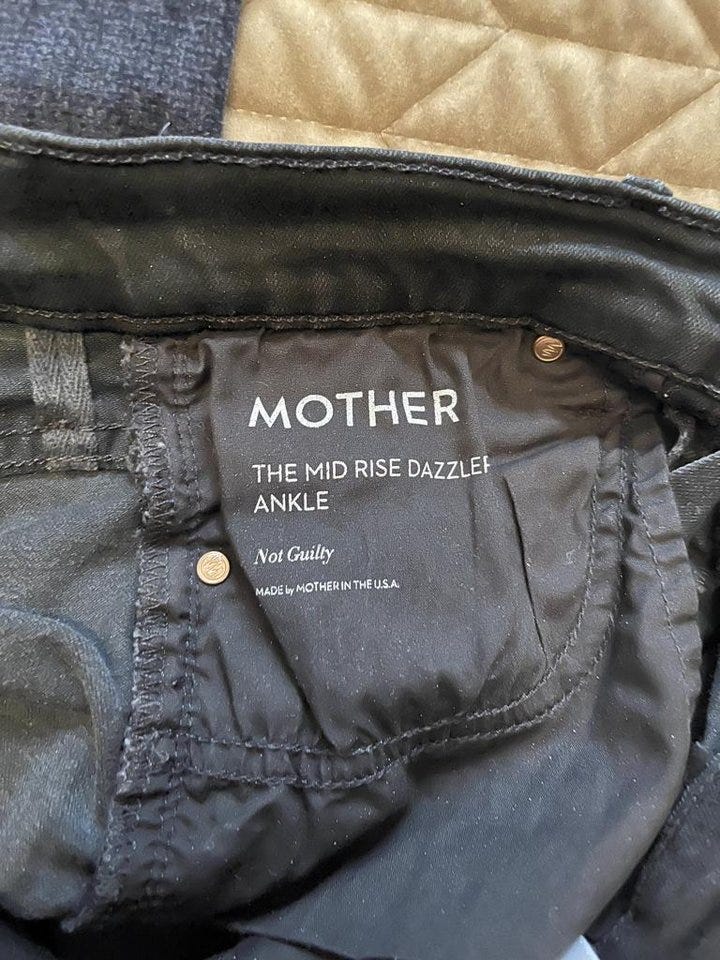 MOTHER
THE MID RISE DAZZLER
ANKLE
Not Guilty
MADE by MOTHER IN THE U.S.A.